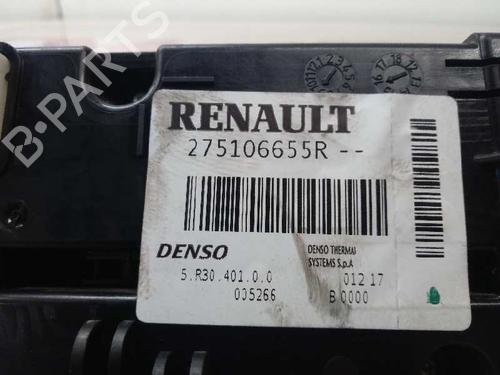 RENAULT
275106655R --
DENSO
DENSO THERMAL
SYSTEMS S.p.A
5.R30.401.0.0
012 17
005266
B 0000
B-PARTS